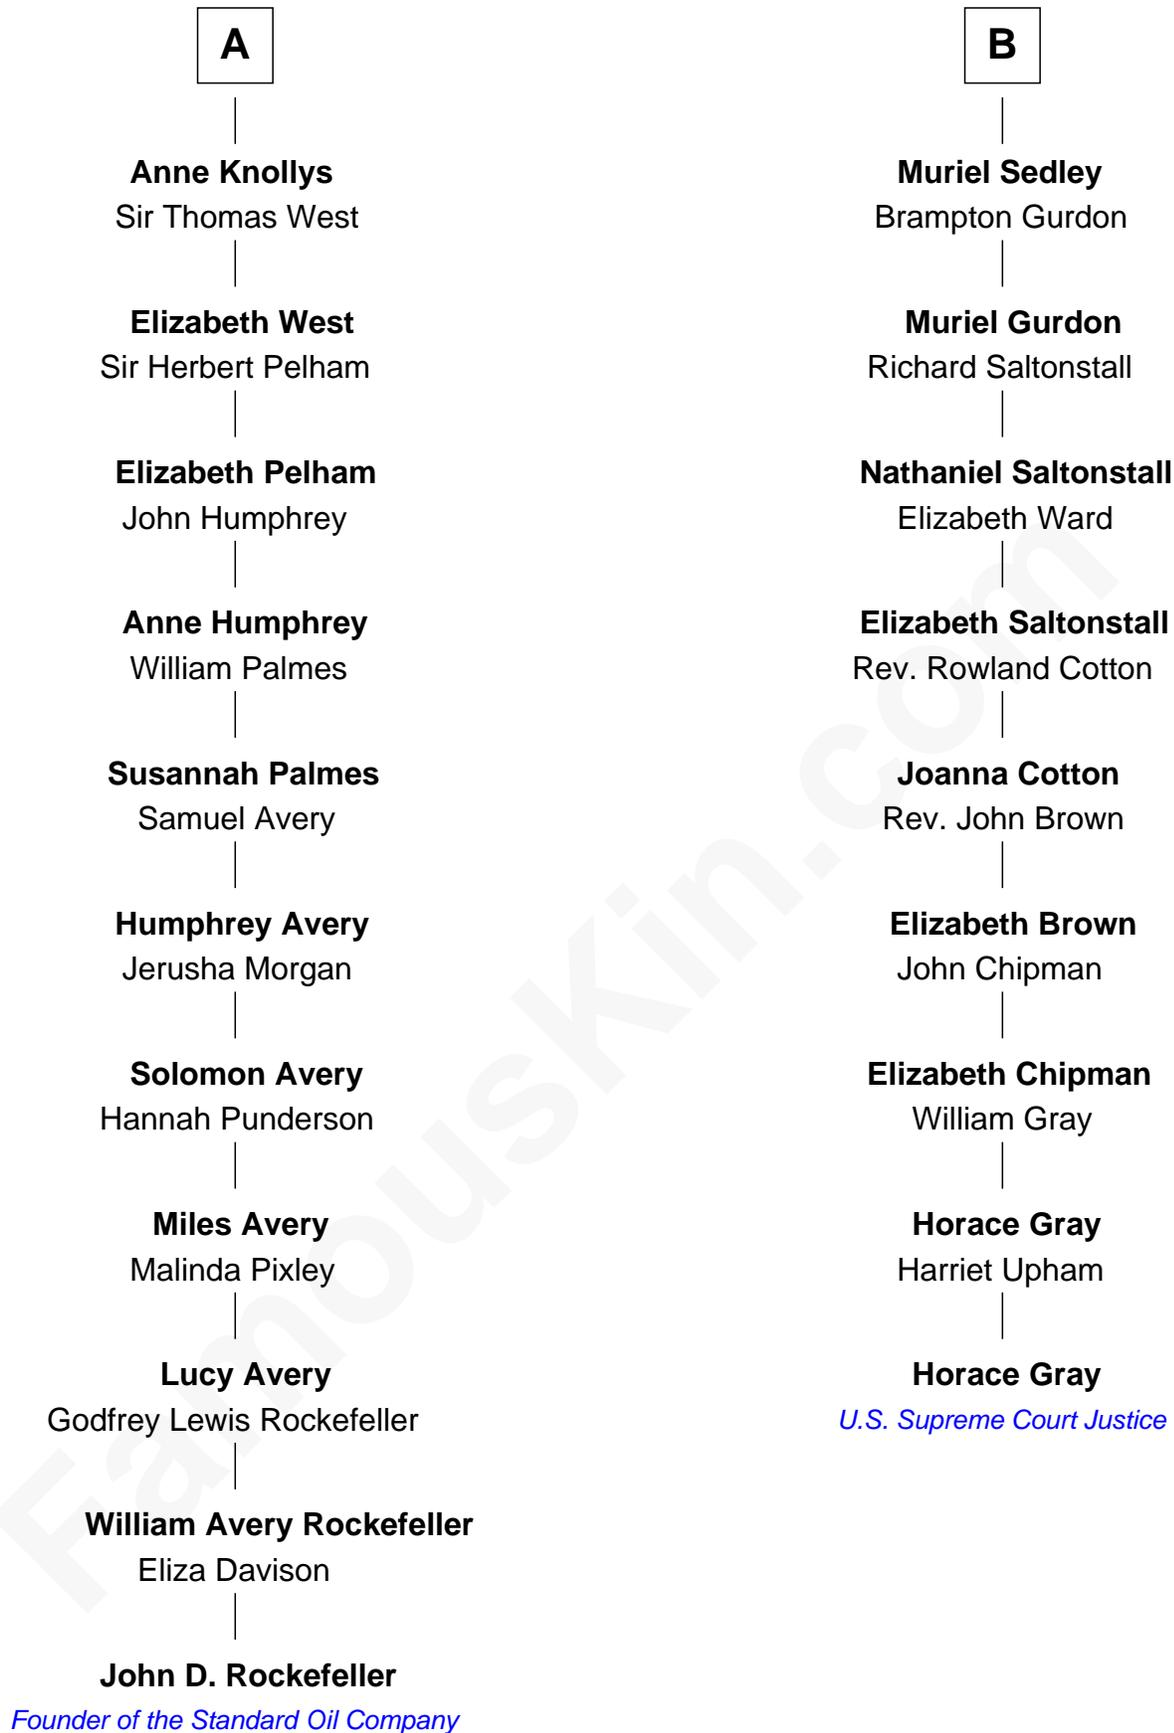 A
Anne Knollys
Sir Thomas West
Elizabeth West
Sir Herbert Pelham
Elizabeth Pelham
John Humphrey
Anne Humphrey
William Palmes
Susannah Palmes
Samuel Avery
Humphrey Avery
Jerusha Morgan
Solomon Avery
Hannah Punderson
Miles Avery
Malinda Pixley
Lucy Avery
Godfrey Lewis Rockefeller
William Avery Rockefeller
Eliza Davison
John D. Rockefeller
Founder of the Standard Oil Company
B
Muriel Sedley
Brampton Gurdon
Muriel Gurdon
Richard Saltonstall
Nathaniel Saltonstall
Elizabeth Ward
Elizabeth Saltonstall
Rev. Rowland Cotton
Joanna Cotton
Rev. John Brown
Elizabeth Brown
John Chipman
Elizabeth Chipman
William Gray
Horace Gray
Harriet Upham
Horace Gray
U.S. Supreme Court Justice
FamousKin.com